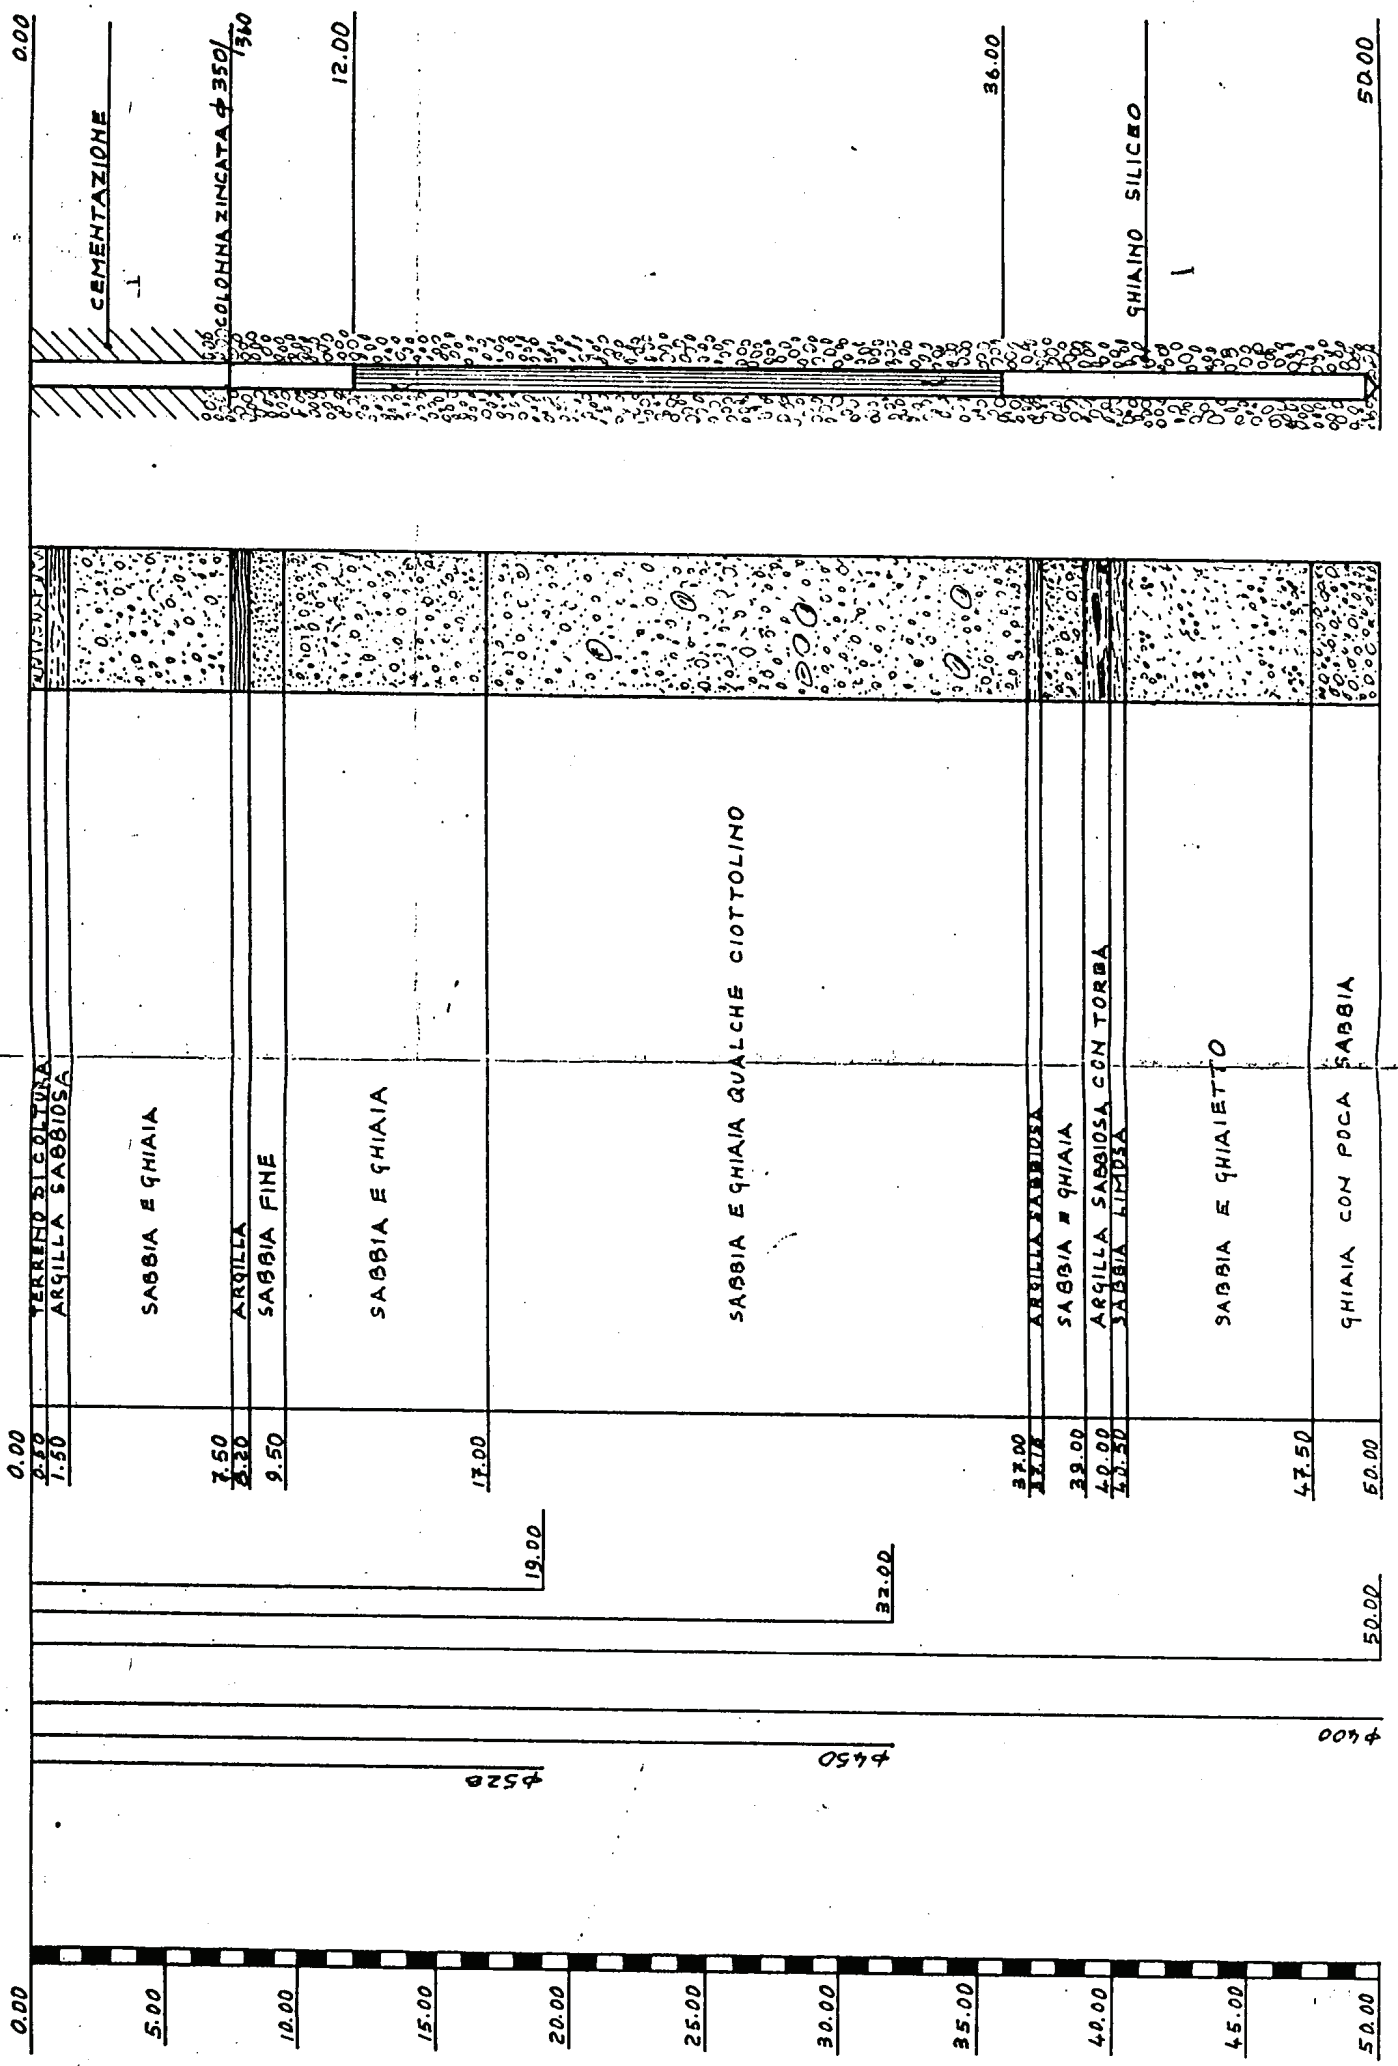 0.00
5.00
10.00
15.00
20.00
25.00
30.00
35.00
40.00
45.00
50.00
φ520
φ450
φ400
19.00
32.00
50.00
0.00
0.60
1.50
7.50
8.20
9.50
17.00
37.00
39.00
40.00
40.50
47.50
50.00
TERRENO DI COLTURA
ARGILLA SABBIOSA
SABBIA E GHIAIA
ARGILLA
SABBIA FINE
SABBIA E GHIAIA
SABBIA E GHIAIA QUALCHE CIOTTOLINO
ARGILLA SABBIOSA
SABBIA E GHIAIA
ARGILLA SABBIOSA CON TORBA
SABBIA LIMOSA
SABBIA E GHIAIETTO
GHIAIA CON POCA SABBIA
0.00
CEMENTAZIONE
COLONNA ZINCATA φ 350/360
12.00
36.00
GHIAINO SILICEO
50.00